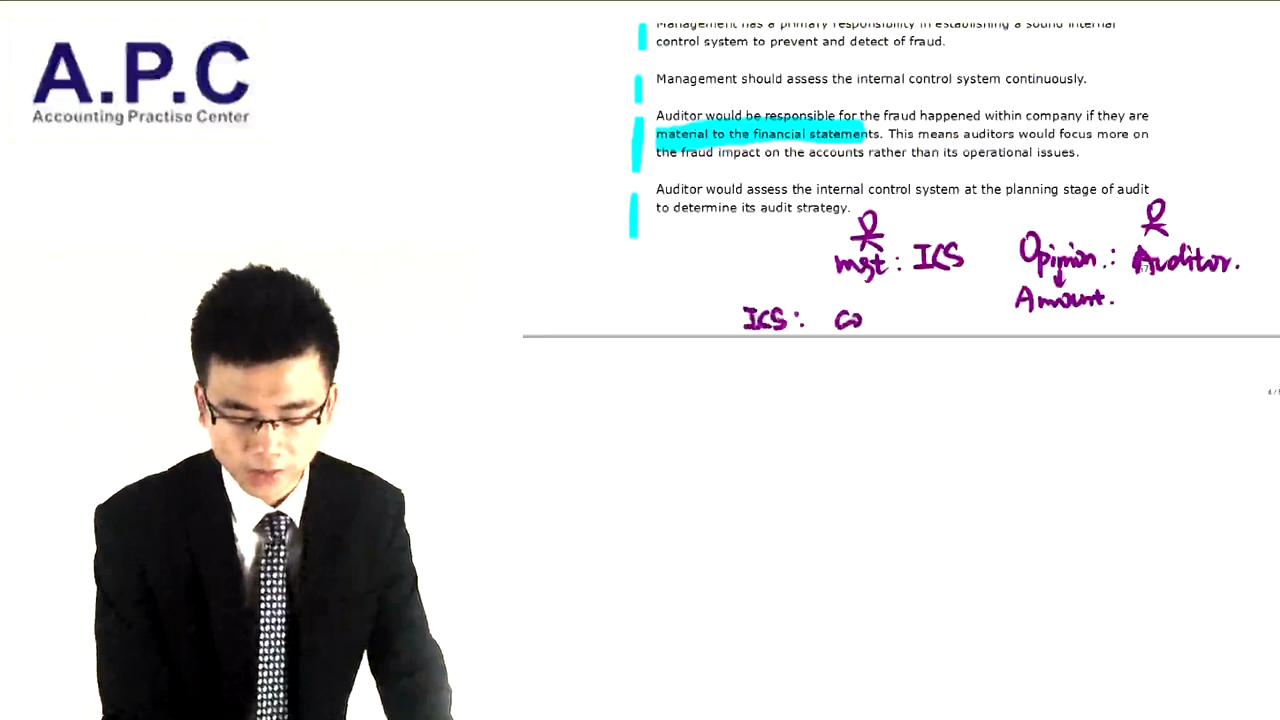 A.P.C
Accounting Practise Center
Management has a primary responsibility in establishing a sound internal
control system to prevent and detect of fraud.
Management should assess the internal control system continuously.
Auditor would be responsible for the fraud happened within company if they are
material to the financial statements. This means auditors would focus more on
the fraud impact on the accounts rather than its operational issues.
Auditor would assess the internal control system at the planning stage of audit
to determine its audit strategy.
mgt: ICS
Opinion.: Auditor.
Amount.
ICS: co